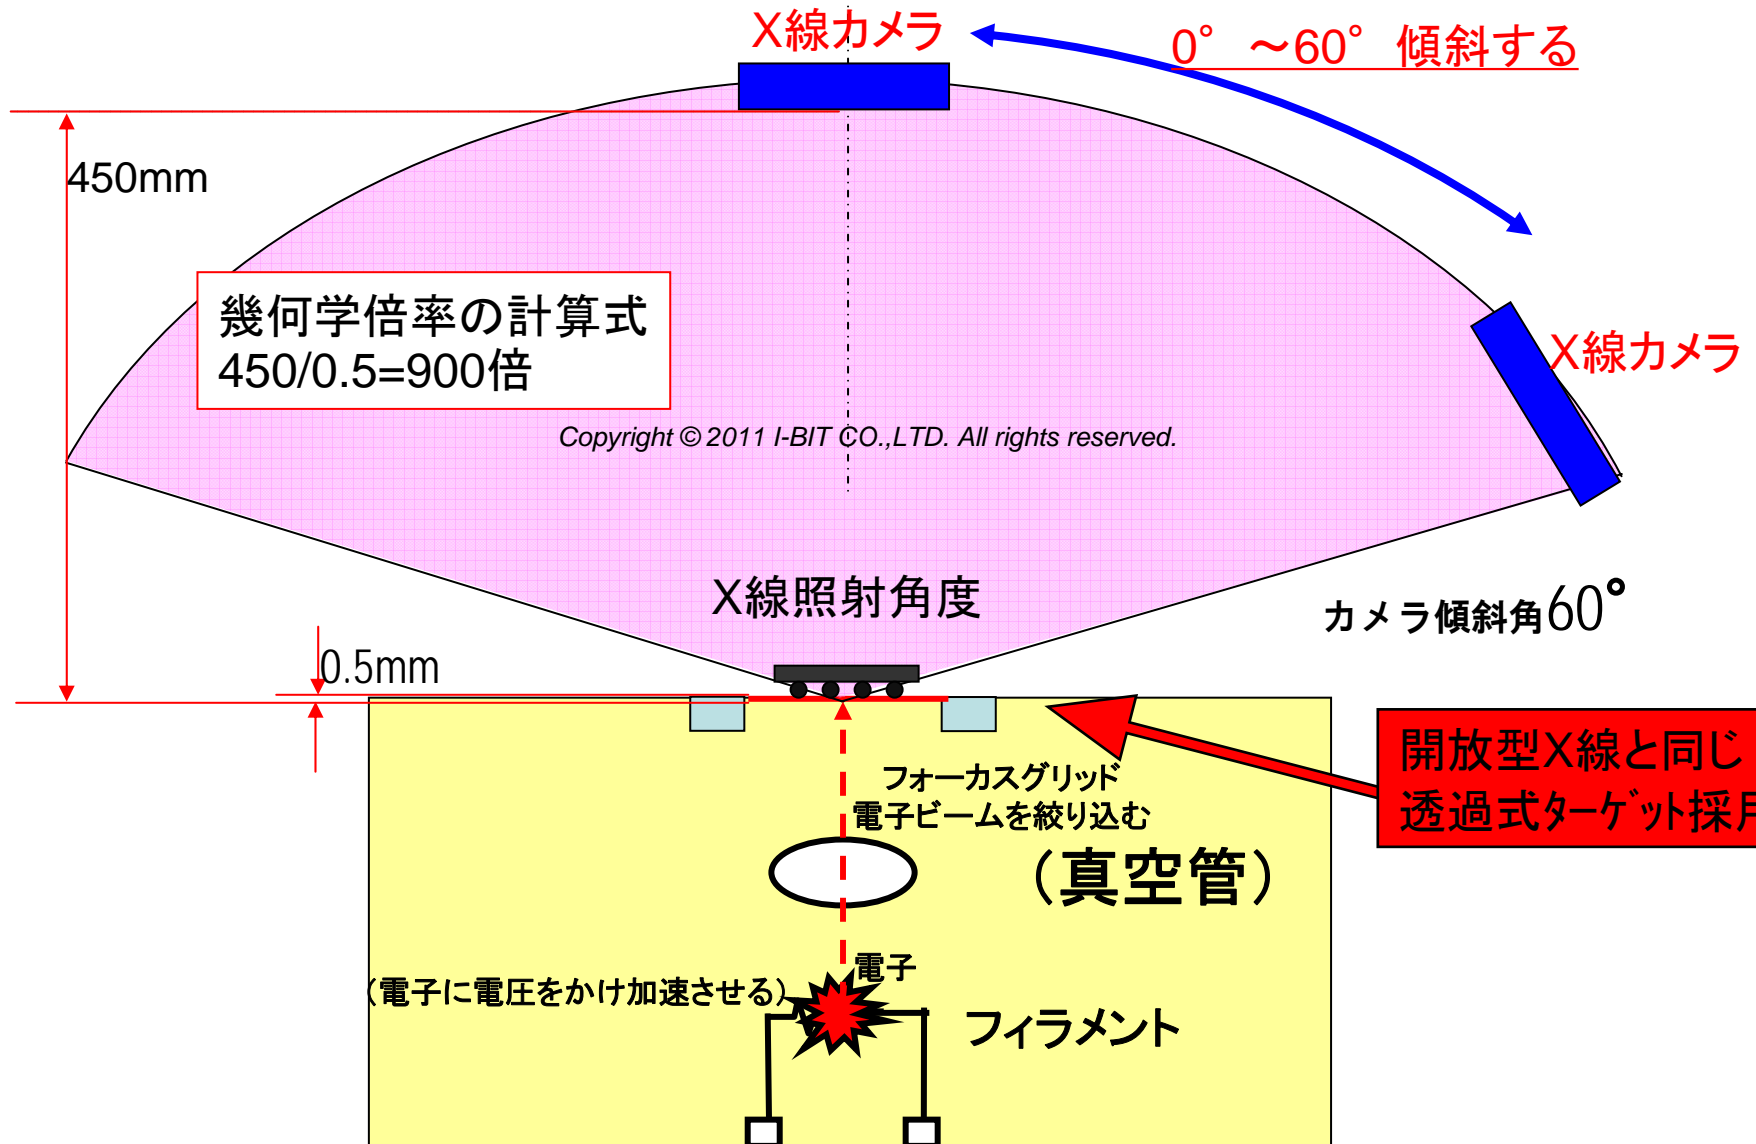 X線カメラ
0° ～60° 傾斜する
450mm
幾何学倍率の計算式
450/0.5=900倍
X線カメラ
Copyright © 2011 I-BIT CO.,LTD. All rights reserved.
X線照射角度
カメラ傾斜角60°
0.5mm
開放型X線と同じ
透過式ターゲット採用
フォーカスグリッド
電子ビームを絞り込む
（真空管）
電子
（電子に電圧をかけ加速させる）
フィラメント